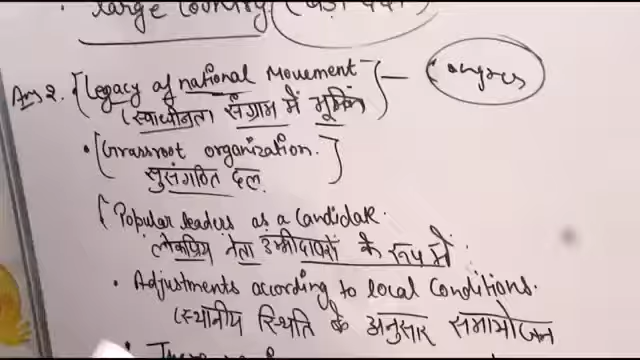 • large Country (बड़ा
Ans 2. [Legacy of national Movement] — Congress
(स्वाधीनता संग्राम में
• [Grassroot organization.]
सुसंगठित दल
[Popular leaders as a Candidate.
लोकप्रिय नेता उम्मीदवारों के रूप में
• Adjustments according to local Conditions.
(स्थानीय स्थिति के अनुसार समायोजन